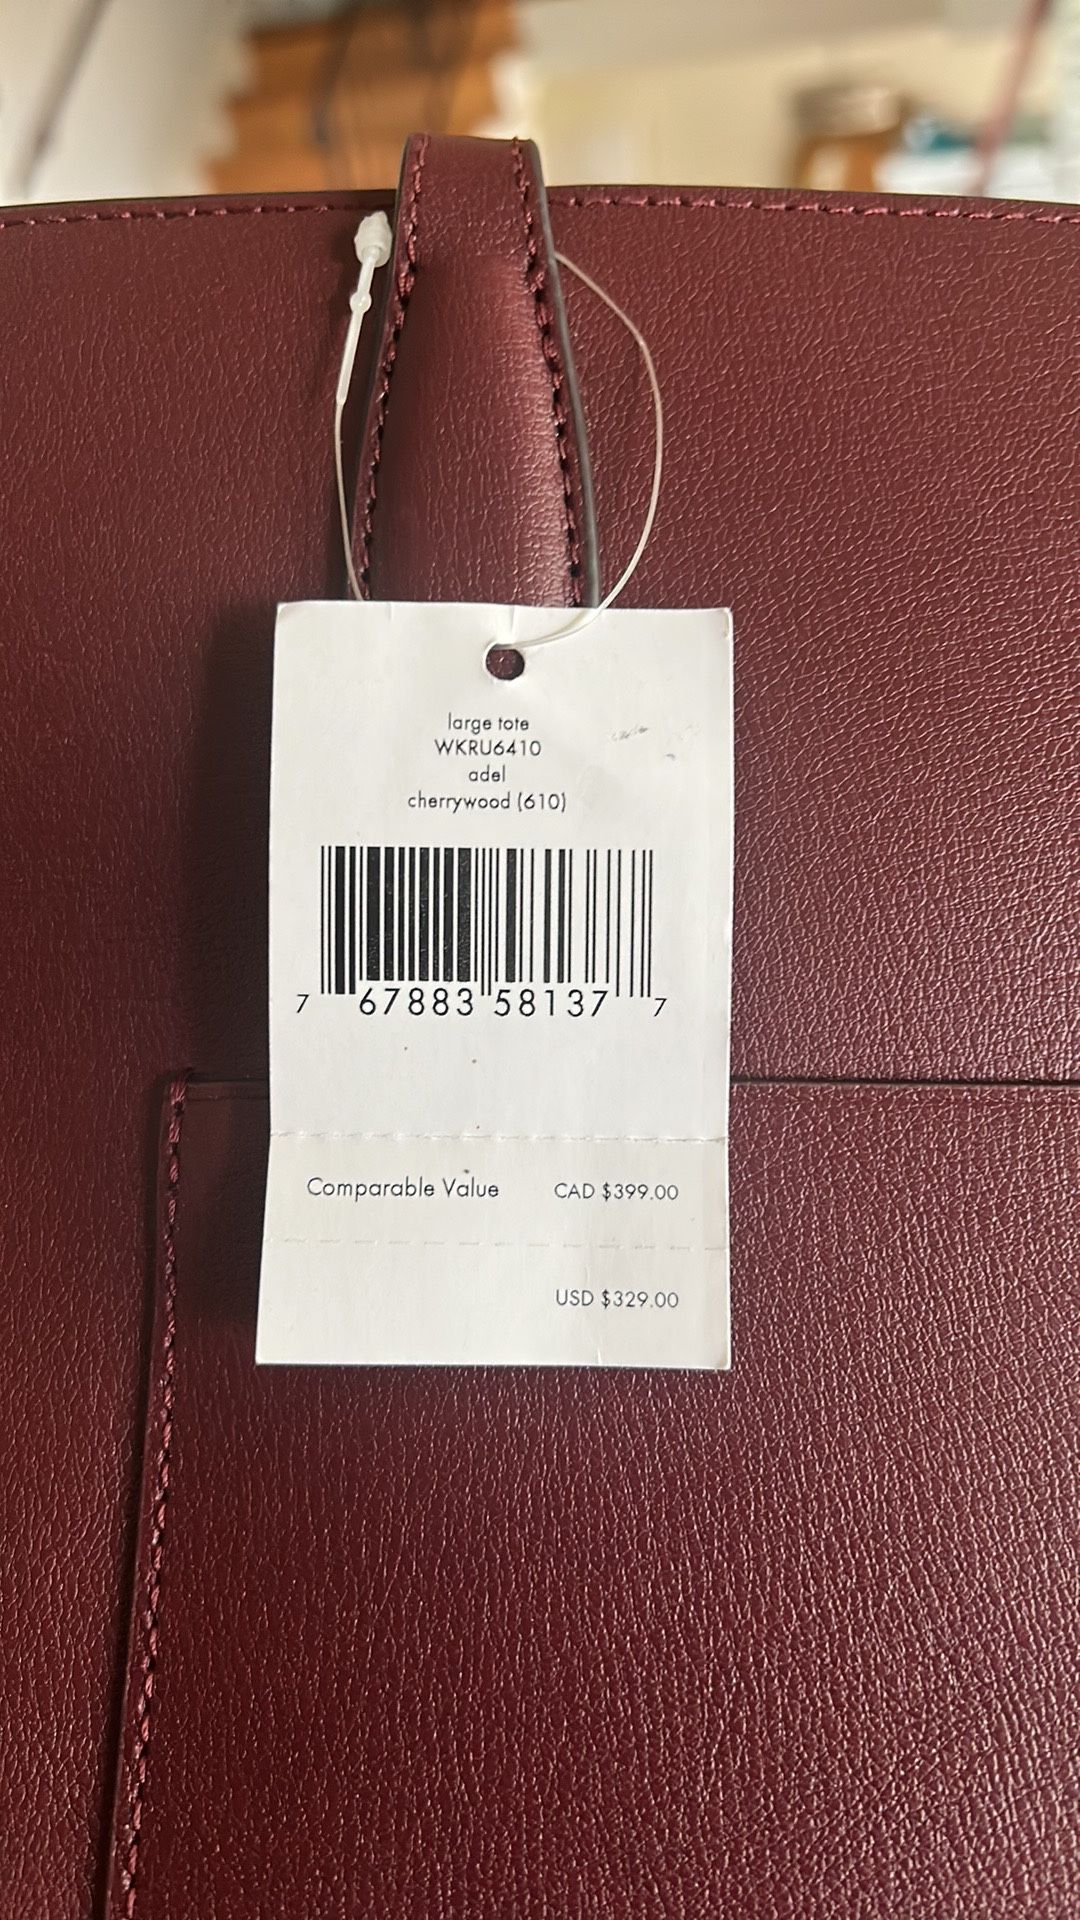 large tote
WKRU6410
adel
cherrywood (610)
7 67883 58137 7
Comparable Value CAD $399.00
USD $329.00